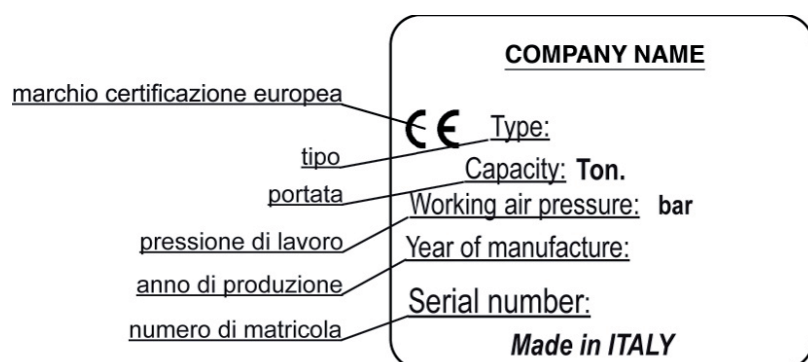 COMPANY NAME
marchio certificazione europea
CE Type:
tipo
Capacity: Ton.
portata
Working air pressure: bar
pressione di lavoro
Year of manufacture:
anno di produzione
Serial number:
numero di matricola
Made in ITALY